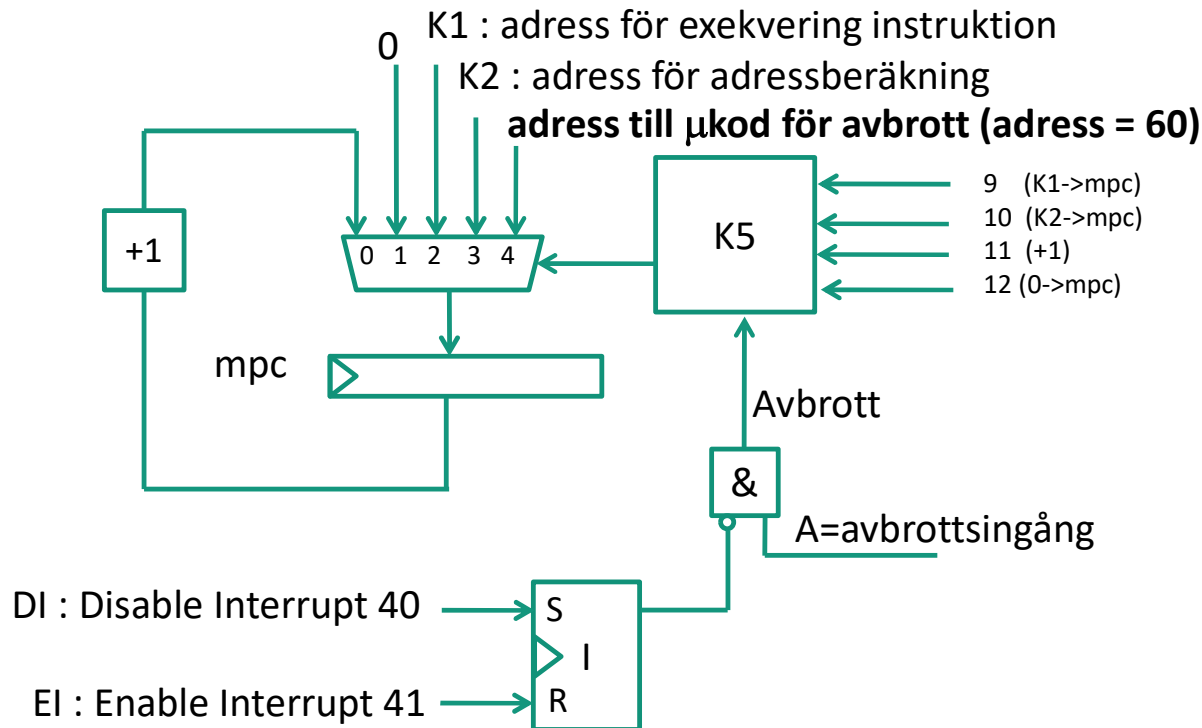 0
K1 : adress för exekvering instruktion
K2 : adress för adressberäkning
adress till μkod för avbrott (adress = 60)
+1
0 1 2 3 4
K5
9 (K1->mpc)
10 (K2->mpc)
11 (+1)
12 (0->mpc)
mpc
Avbrott
&
A=avbrottsingång
DI : Disable Interrupt 40
S
I
EI : Enable Interrupt 41
R